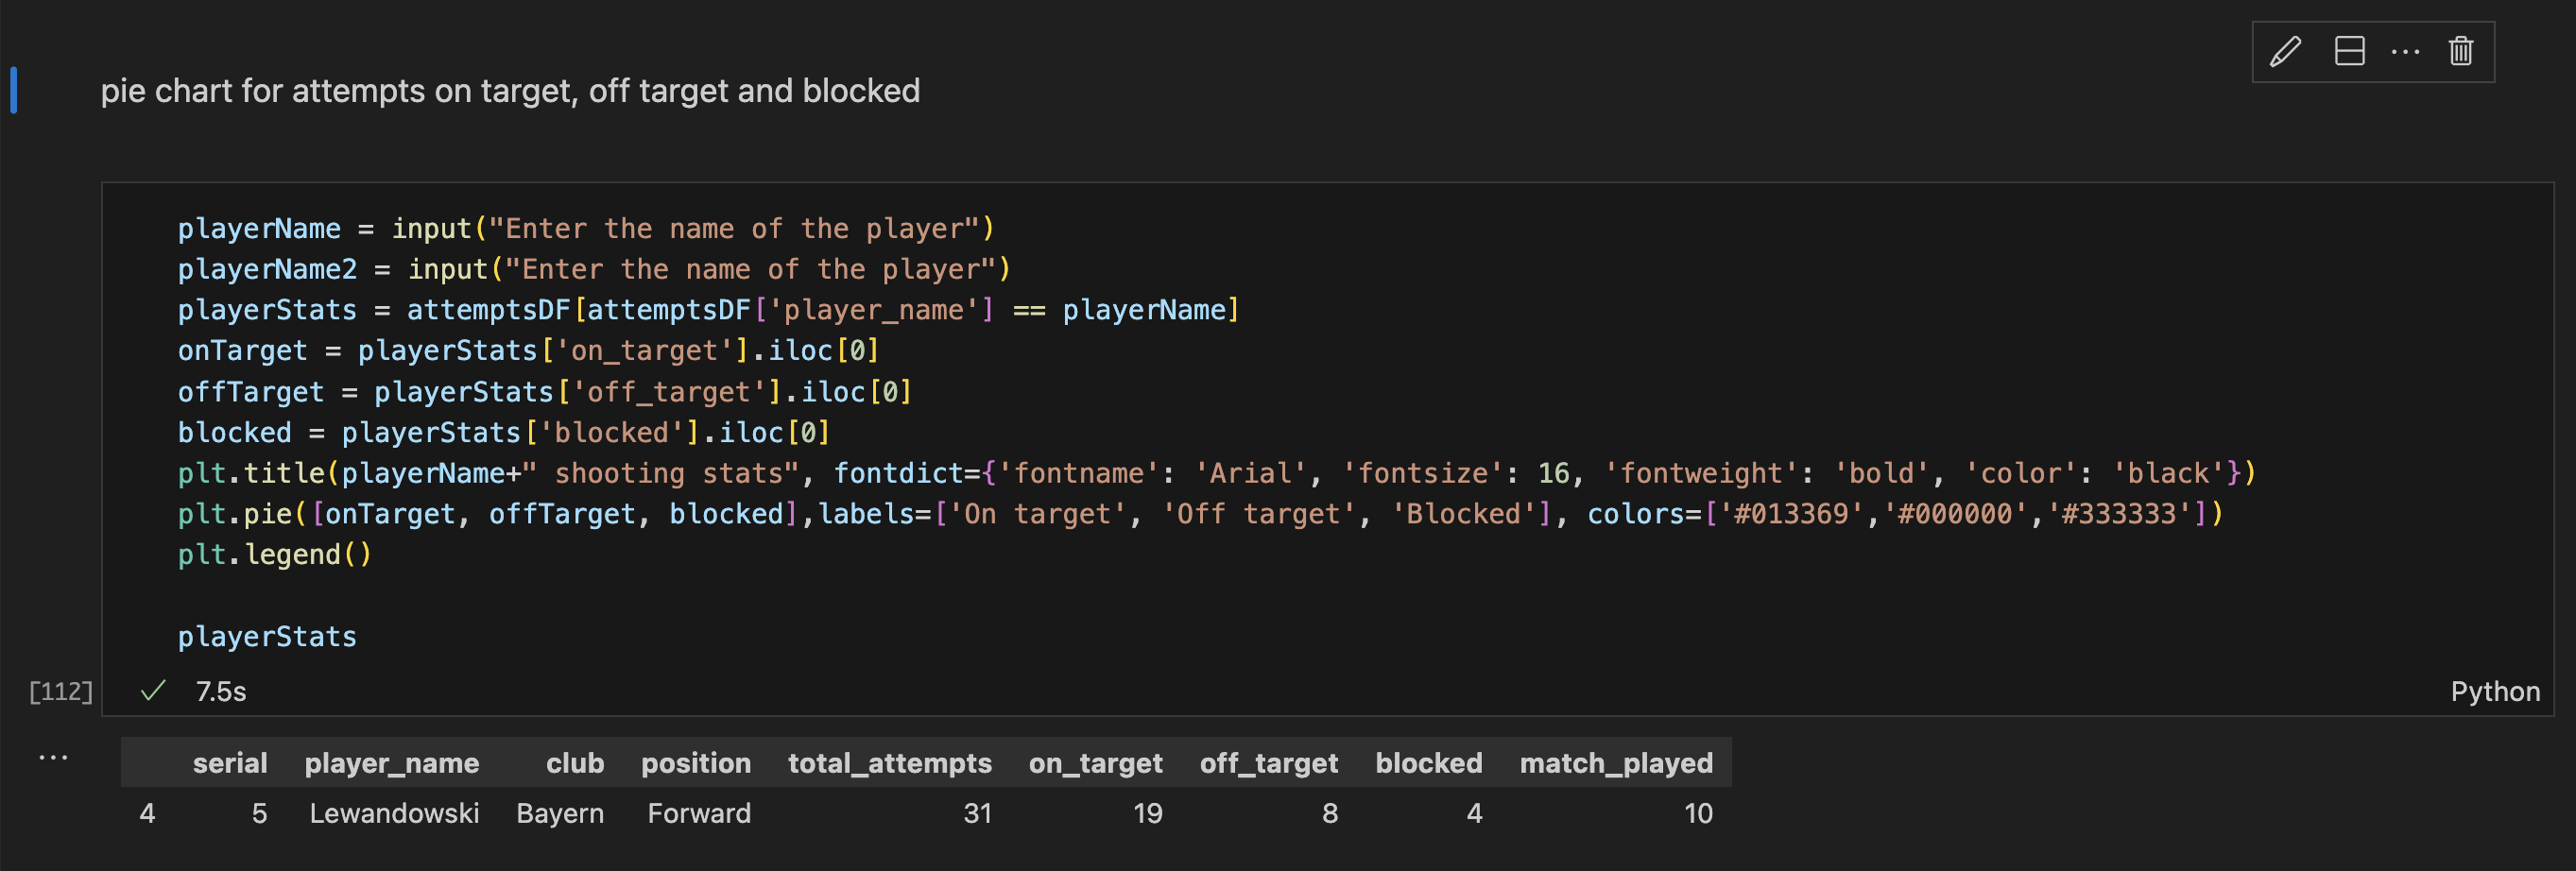 pie chart for attempts on target, off target and blocked
playerName = input("Enter the name of the player")
playerName2 = input("Enter the name of the player")
playerStats = attemptsDF[attemptsDF['player_name'] == playerName]
onTarget = playerStats['on_target'].iloc[0]
offTarget = playerStats['off_target'].iloc[0]
blocked = playerStats['blocked'].iloc[0]
plt.title(playerName+" shooting stats", fontdict={'fontname': 'Arial', 'fontsize': 16, 'fontweight': 'bold', 'color': 'black'})
plt.pie([onTarget, offTarget, blocked],labels=['On target', 'Off target', 'Blocked'], colors=['#013369','#000000','#333333'])
plt.legend()
playerStats
[112] 7.5s Python
serial player_name club position total_attempts on_target off_target blocked match_played
4 5 Lewandowski Bayern Forward 31 19 8 4 10